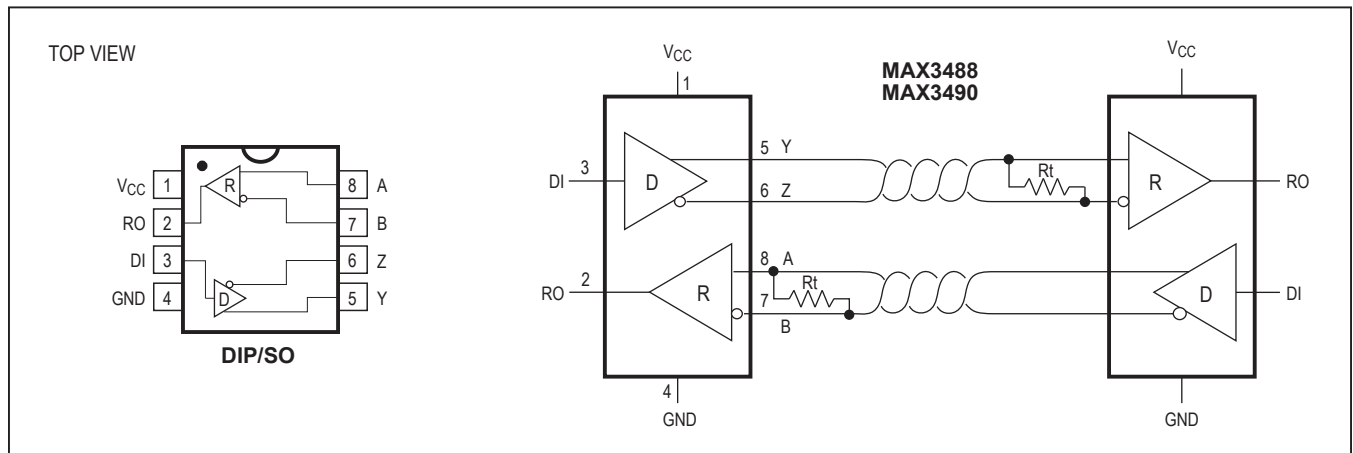 TOP VIEW
VCC 1
RO 2
DI 3
GND 4
8 A
7 B
6 Z
5 Y
R
D
DIP/SO
MAX3488
MAX3490
VCC
1
DI 3
D
5 Y
6 Z
Rt
R
RO
RO 2
R
8 A
7
B
Rt
D
DI
4
GND
VCC
GND